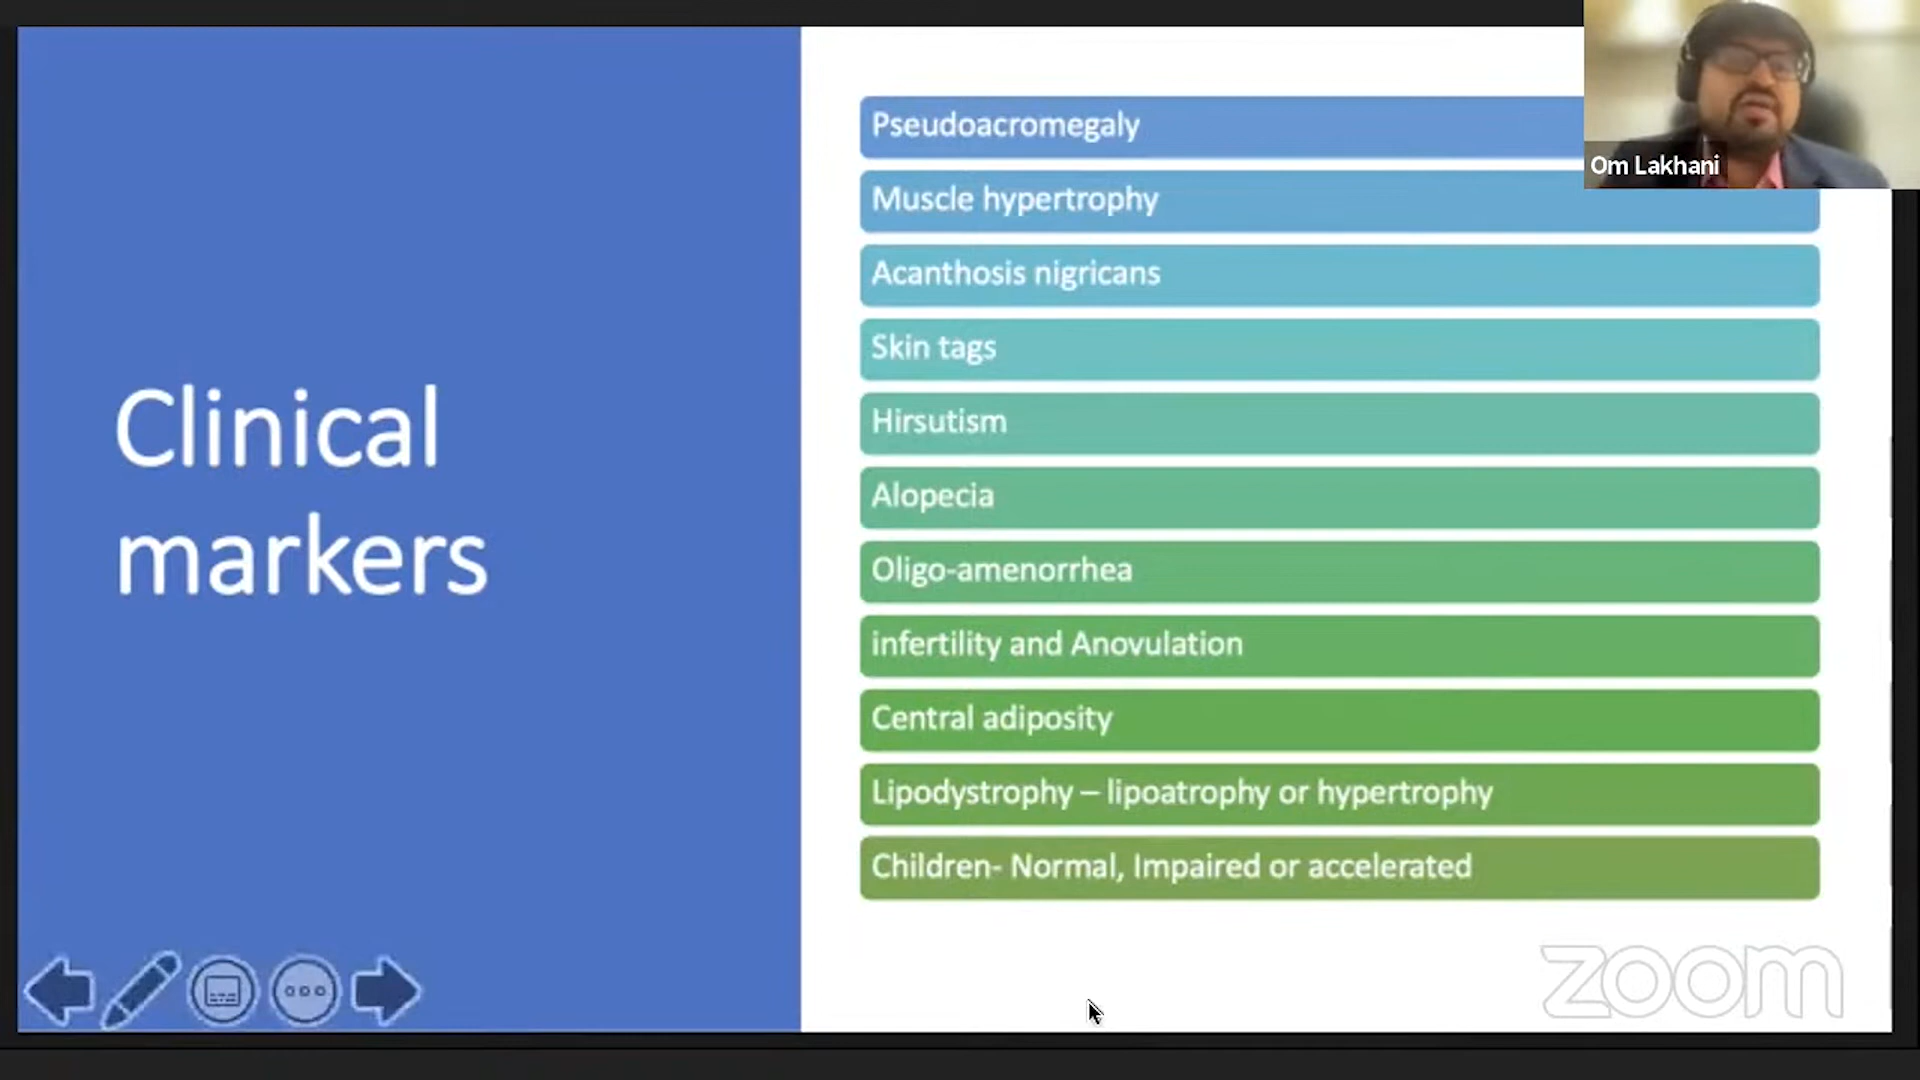 Clinical
markers
Pseudoacromegaly
Muscle hypertrophy
Acanthosis nigricans
Skin tags
Hirsutism
Alopecia
Oligo-amenorrhea
infertility and Anovulation
Central adiposity
Lipodystrophy – lipoatrophy or hypertrophy
Children- Normal, Impaired or accelerated
Om Lakhani
zoom